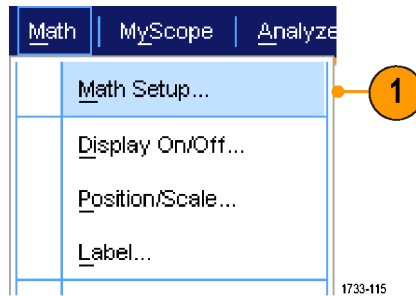 Math MyScope Analyze
Math Setup...
1
Display On/Off...
Position/Scale...
Label...
1733-115